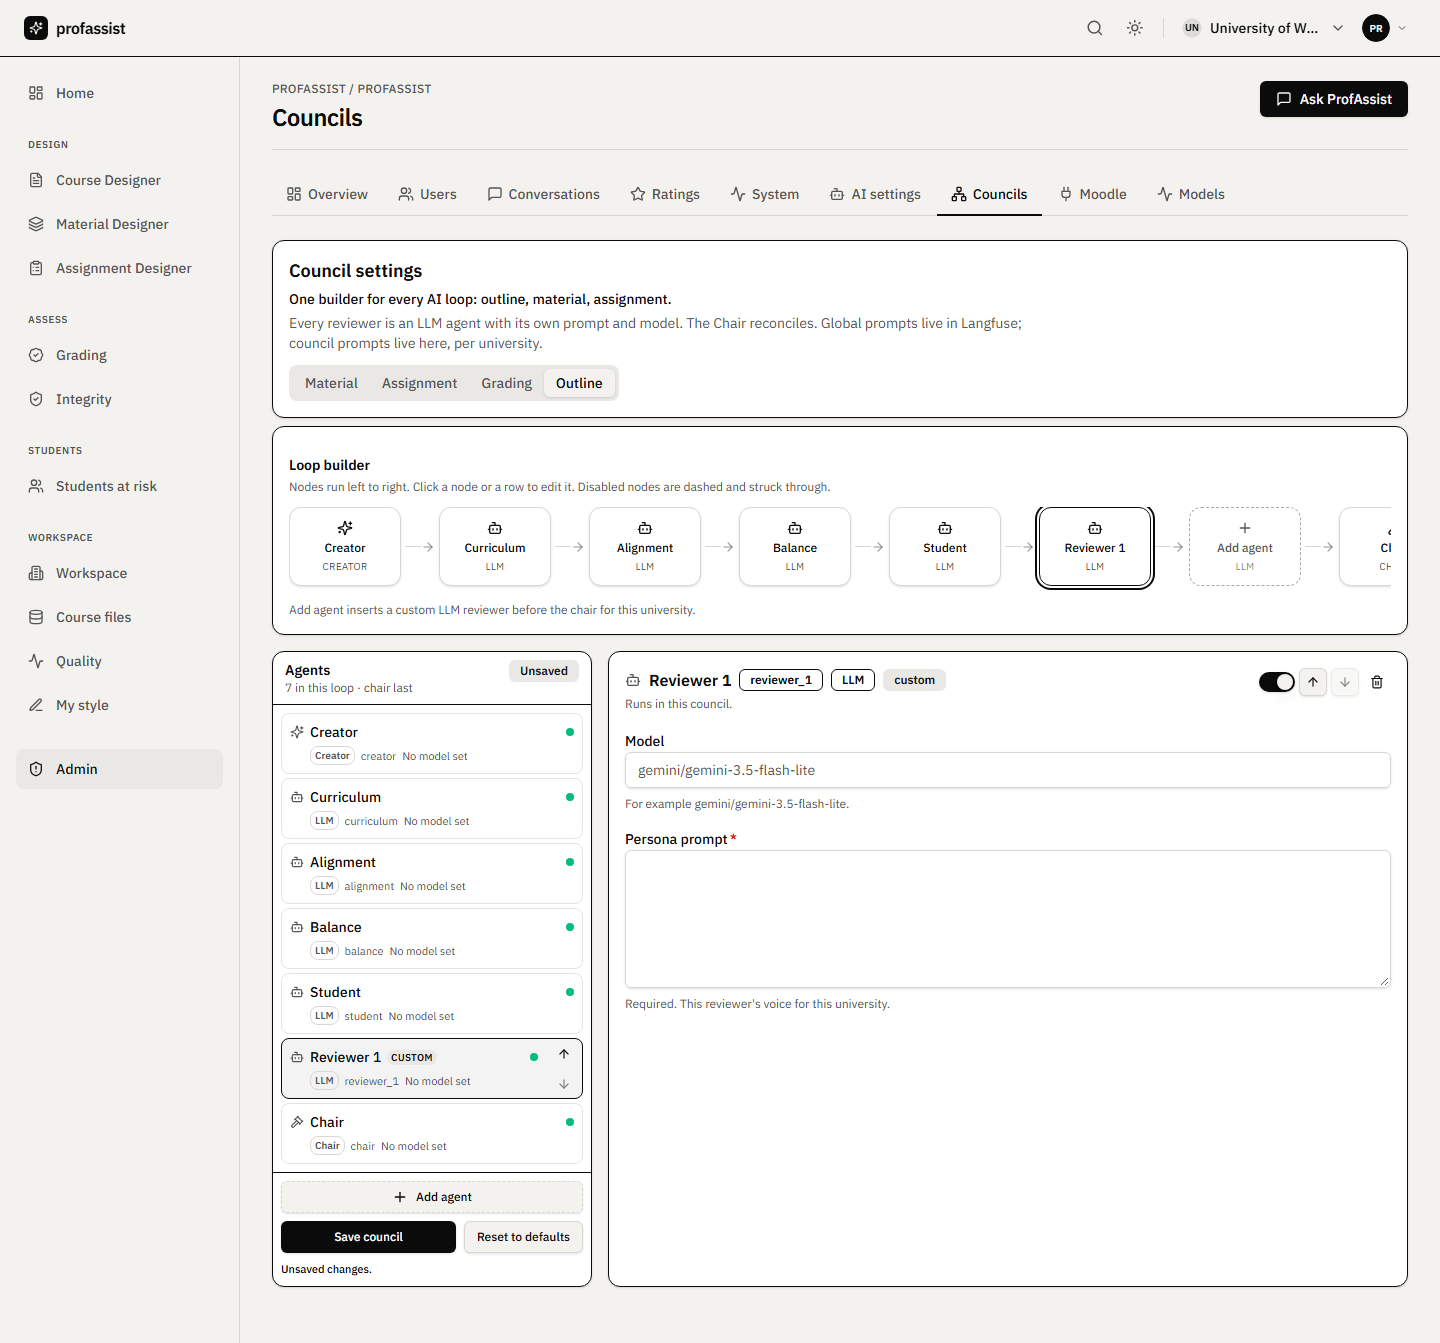 profassist
UN University of W... PR
Home
DESIGN
Course Designer
Material Designer
Assignment Designer
ASSESS
Grading
Integrity
STUDENTS
Students at risk
WORKSPACE
Workspace
Course files
Quality
My style
Admin
PROFASSIST / PROFASSIST
Councils
Ask ProfAssist
Overview Users Conversations Ratings System AI settings Councils Moodle Models
Council settings
One builder for every AI loop: outline, material, assignment.
Every reviewer is an LLM agent with its own prompt and model. The Chair reconciles. Global prompts live in Langfuse;
council prompts live here, per university.
Material Assignment Grading Outline
Loop builder
Nodes run left to right. Click a node or a row to edit it. Disabled nodes are dashed and struck through.
Creator
CREATOR
Curriculum
LLM
Alignment
LLM
Balance
LLM
Student
LLM
Reviewer 1
LLM
Add agent
LLM
Add agent inserts a custom LLM reviewer before the chair for this university.
Agents
Unsaved
7 in this loop · chair last
Creator
Creator creator No model set
Curriculum
LLM curriculum No model set
Alignment
LLM alignment No model set
Balance
LLM balance No model set
Student
LLM student No model set
Reviewer 1 CUSTOM
LLM reviewer_1 No model set
Chair
Chair chair No model set
Add agent
Save council Reset to defaults
Unsaved changes.
Reviewer 1 reviewer_1 LLM custom
Runs in this council.
Model
gemini/gemini-3.5-flash-lite
For example gemini/gemini-3.5-flash-lite.
Persona prompt *
Required. This reviewer's voice for this university.